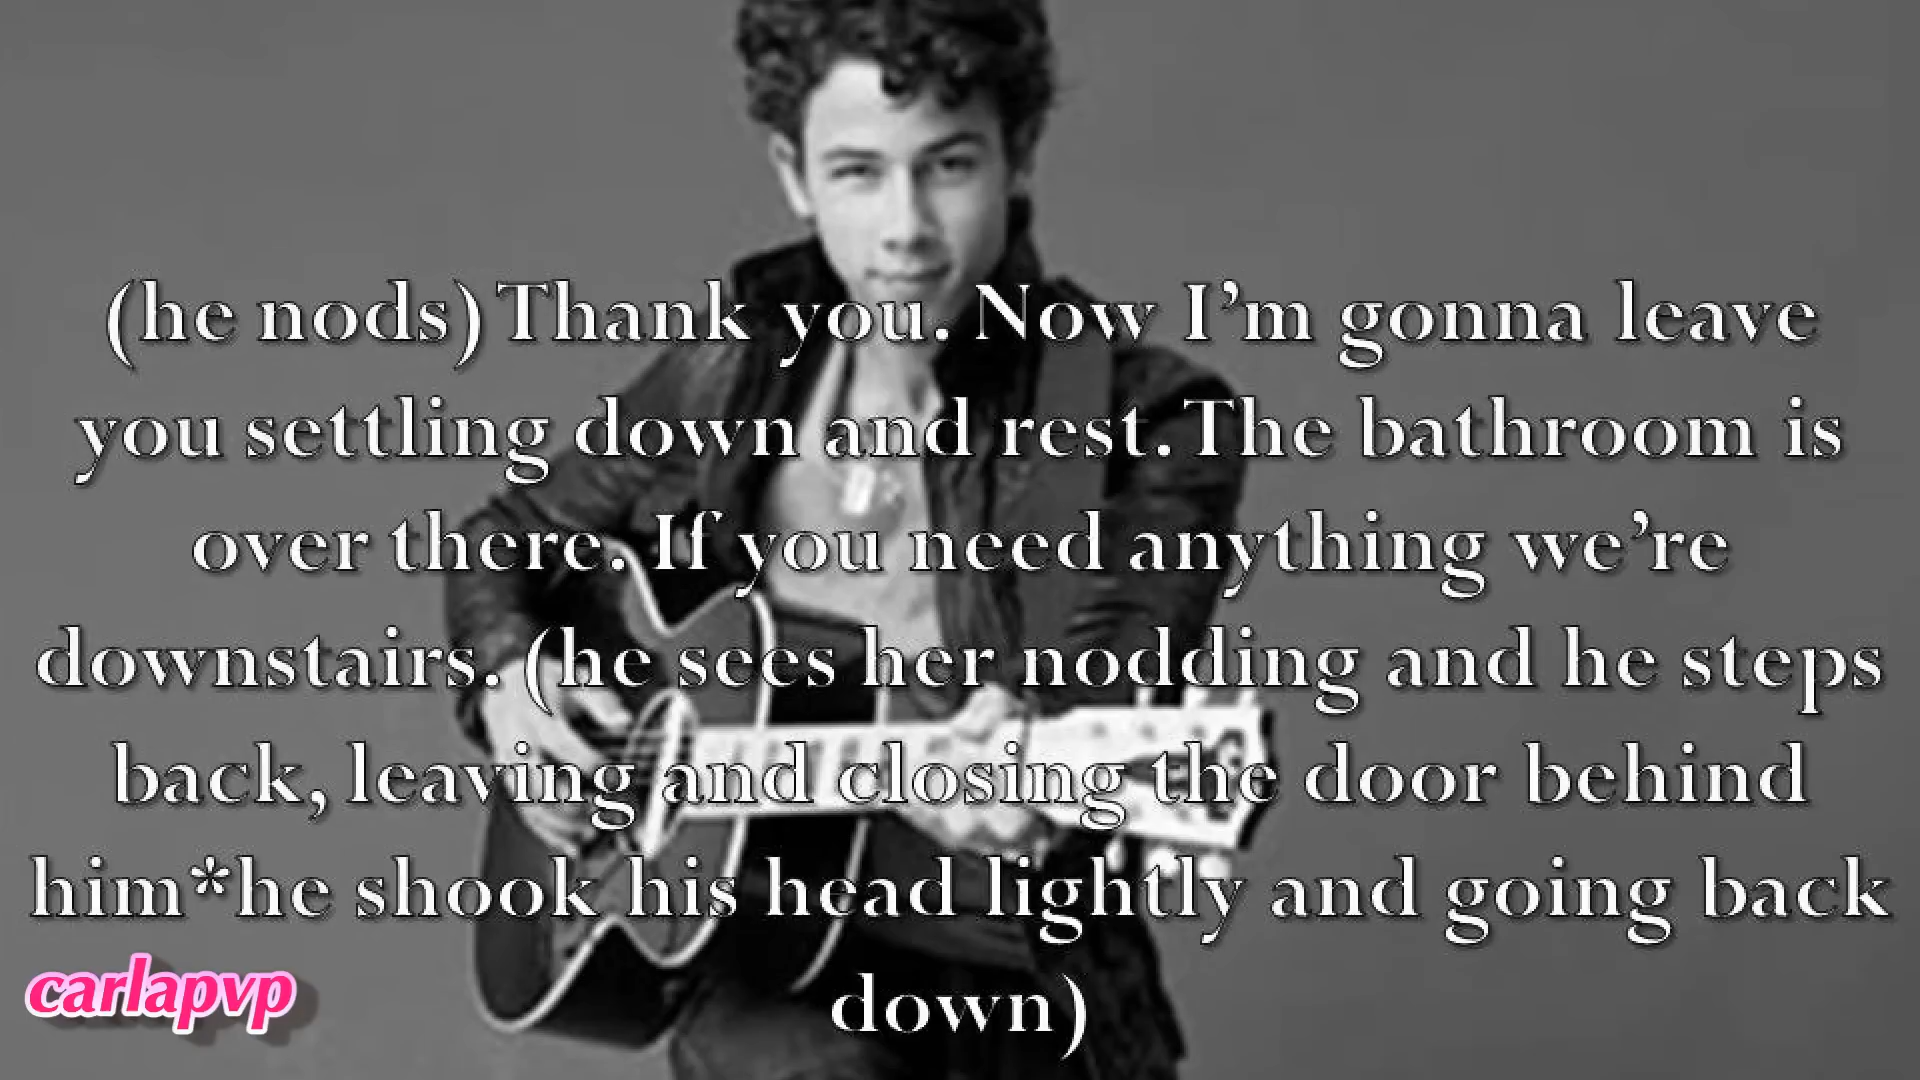 (he nods) Thank you. Now I’m gonna leave
you settling down and rest. The bathroom is
over there. If you need anything we’re
downstairs. (he sees her nodding and he steps
back, leaving and closing the door behind
him*he shook his head lightly and going back
down)
carlapvp